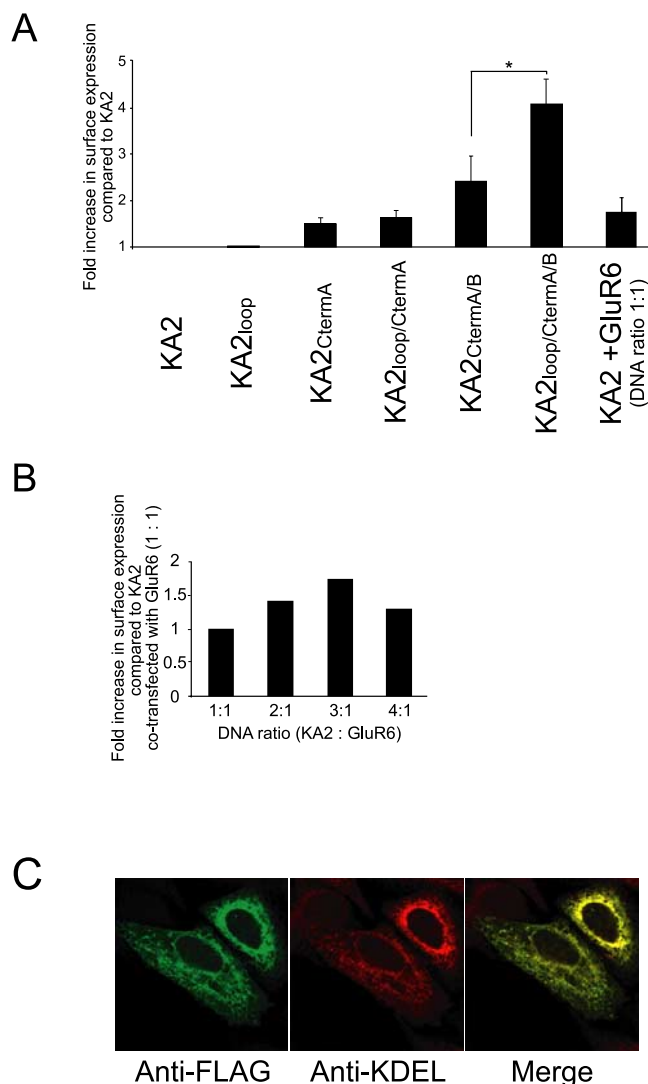 A
Fold increase in surface expression
compared to KA2
5
4
3
2
1
*
KA2
KA2loop
KA2CtermA
KA2loop/CtermA
KA2CtermA/B
KA2loop/CtermA/B
KA2 +GluR6
(DNA ratio 1:1)
B
Fold increase in surface expression
compared to KA2
co-transfected with GluR6 (1 : 1)
2
1.5
1
0.5
0
1:1 2:1 3:1 4:1
DNA ratio (KA2 : GluR6)
C
Anti-FLAG Anti-KDEL Merge